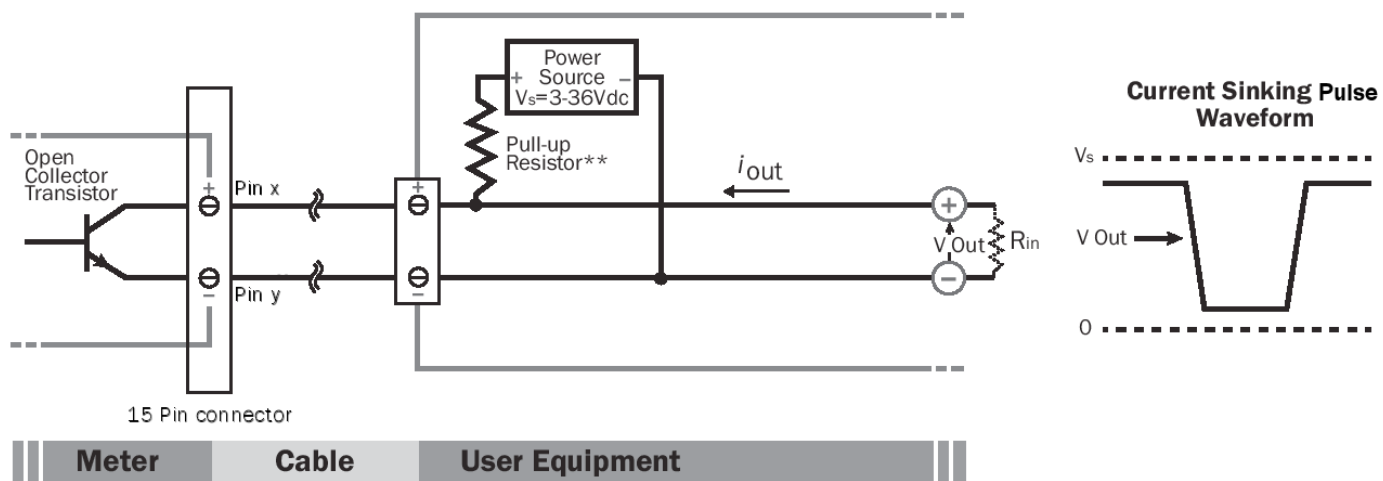 Power
+ Source −
Vs=3-36Vdc
Pull-up
Resistor**
Open
Collector
Transistor
+
Pin x
−
Pin y
+
−
i out
+
V Out
−
Rin
15 Pin connector
Meter
Cable
User Equipment
Current Sinking Pulse
Waveform
Vs
V Out
0